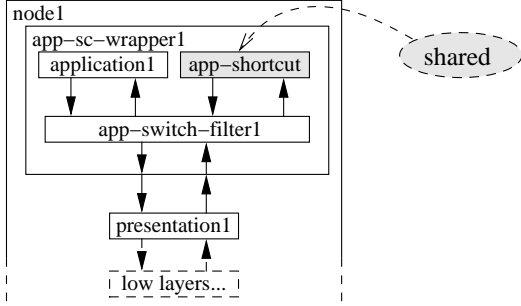 node1
app-sc-wrapper1
application1
app-shortcut
shared
app-switch-filter1
presentation1
low layers...